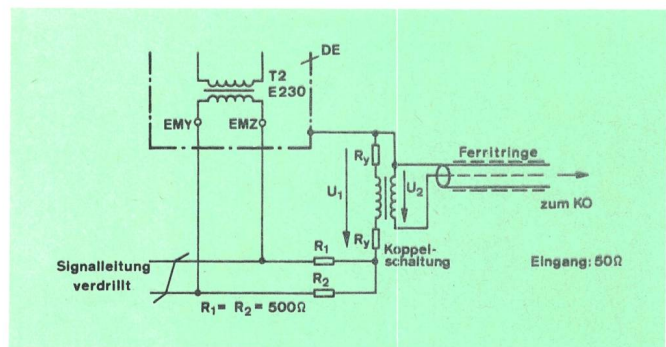 DE
T2
E230
EMY
EMZ
Ry
U1
U2
Ferritringe
zum KO
Ry
Koppel-
schaltung
Eingang: 50Ω
Signalleitung
verdrillt
R1
R2
R1 = R2 = 500Ω